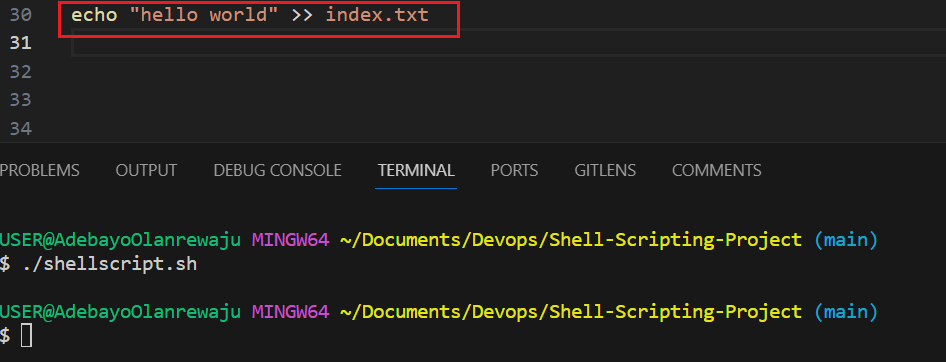 30 echo "hello world" >> index.txt
31
32
33
34
PROBLEMS OUTPUT DEBUG CONSOLE TERMINAL PORTS GITLENS COMMENTS
USER@AdebayoOlanrewaju MINGW64 ~/Documents/Devops/Shell-Scripting-Project (main)
$ ./shellscript.sh
USER@AdebayoOlanrewaju MINGW64 ~/Documents/Devops/Shell-Scripting-Project (main)
$